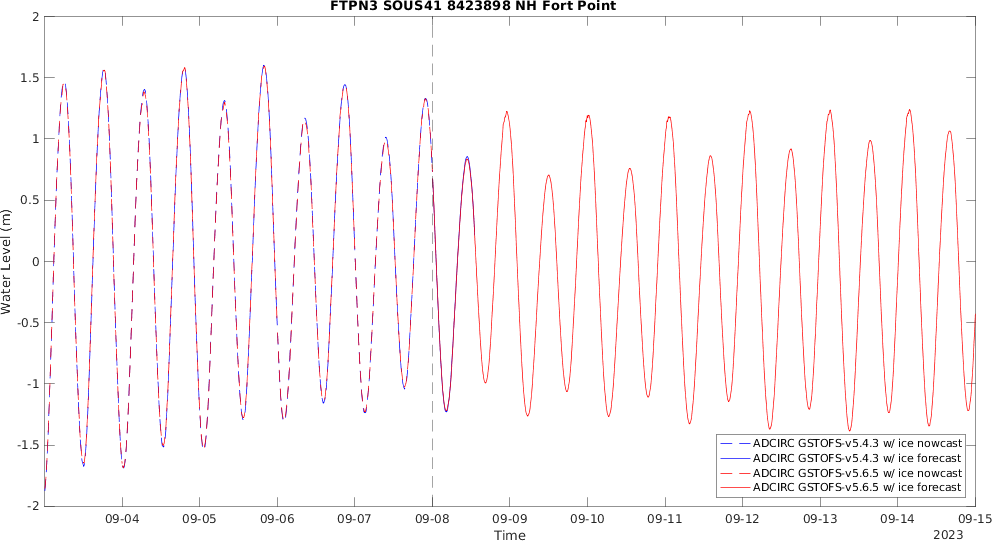 FTPN3 SOUS41 8423898 NH Fort Point
2
1.5
1
0.5
0
-0.5
-1
-1.5
-2
Water Level (m)
ADCIRC GSTOFS-v5.4.3 w/ ice nowcast
ADCIRC GSTOFS-v5.4.3 w/ ice forecast
ADCIRC GSTOFS-v5.6.5 w/ ice nowcast
ADCIRC GSTOFS-v5.6.5 w/ ice forecast
09-04 09-05 09-06 09-07 09-08 09-09 09-10 09-11 09-12 09-13 09-14 09-15
Time
2023